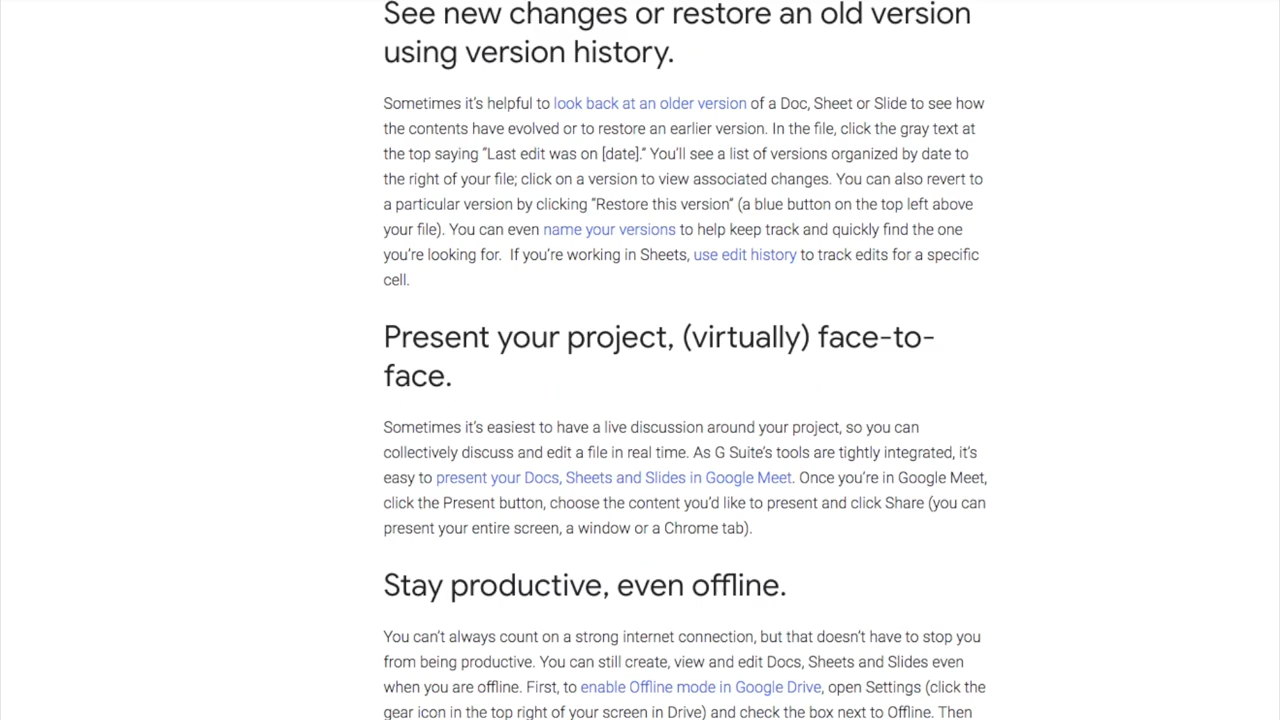 See new changes or restore an old version
using version history.
Sometimes it's helpful to look back at an older version of a Doc, Sheet or Slide to see how
the contents have evolved or to restore an earlier version. In the file, click the gray text at
the top saying “Last edit was on [date].” You'll see a list of versions organized by date to
the right of your file; click on a version to view associated changes. You can also revert to
a particular version by clicking “Restore this version” (a blue button on the top left above
your file). You can even name your versions to help keep track and quickly find the one
you're looking for.  If you're working in Sheets, use edit history to track edits for a specific
cell.
Present your project, (virtually) face-to-
face.
Sometimes it's easiest to have a live discussion around your project, so you can
collectively discuss and edit a file in real time. As G Suite's tools are tightly integrated, it's
easy to present your Docs, Sheets and Slides in Google Meet. Once you're in Google Meet,
click the Present button, choose the content you'd like to present and click Share (you can
present your entire screen, a window or a Chrome tab).
Stay productive, even offline.
You can't always count on a strong internet connection, but that doesn't have to stop you
from being productive. You can still create, view and edit Docs, Sheets and Slides even
when you are offline. First, to enable Offline mode in Google Drive, open Settings (click the
gear icon in the top right of your screen in Drive) and check the box next to Offline. Then